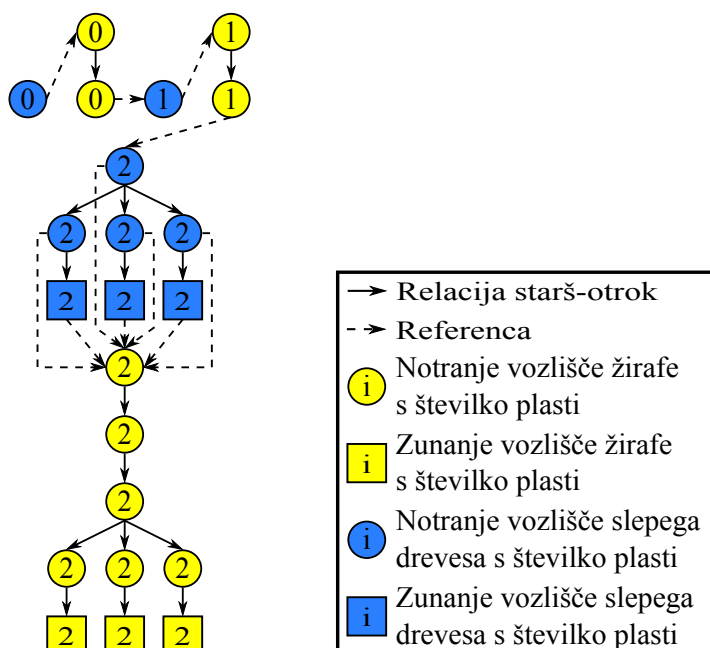 0 1
0 0 1 1
2
2 2 2
2 2 2
2
2
2
2 2 2
2 2 2
Relacija starš-otrok
Referenca
i Notranje vozlišče žirafe
s številko plasti
i Zunanje vozlišče žirafe
s številko plasti
i Notranje vozlišče slepega
drevesa s številko plasti
i Zunanje vozlišče slepega
drevesa s številko plasti